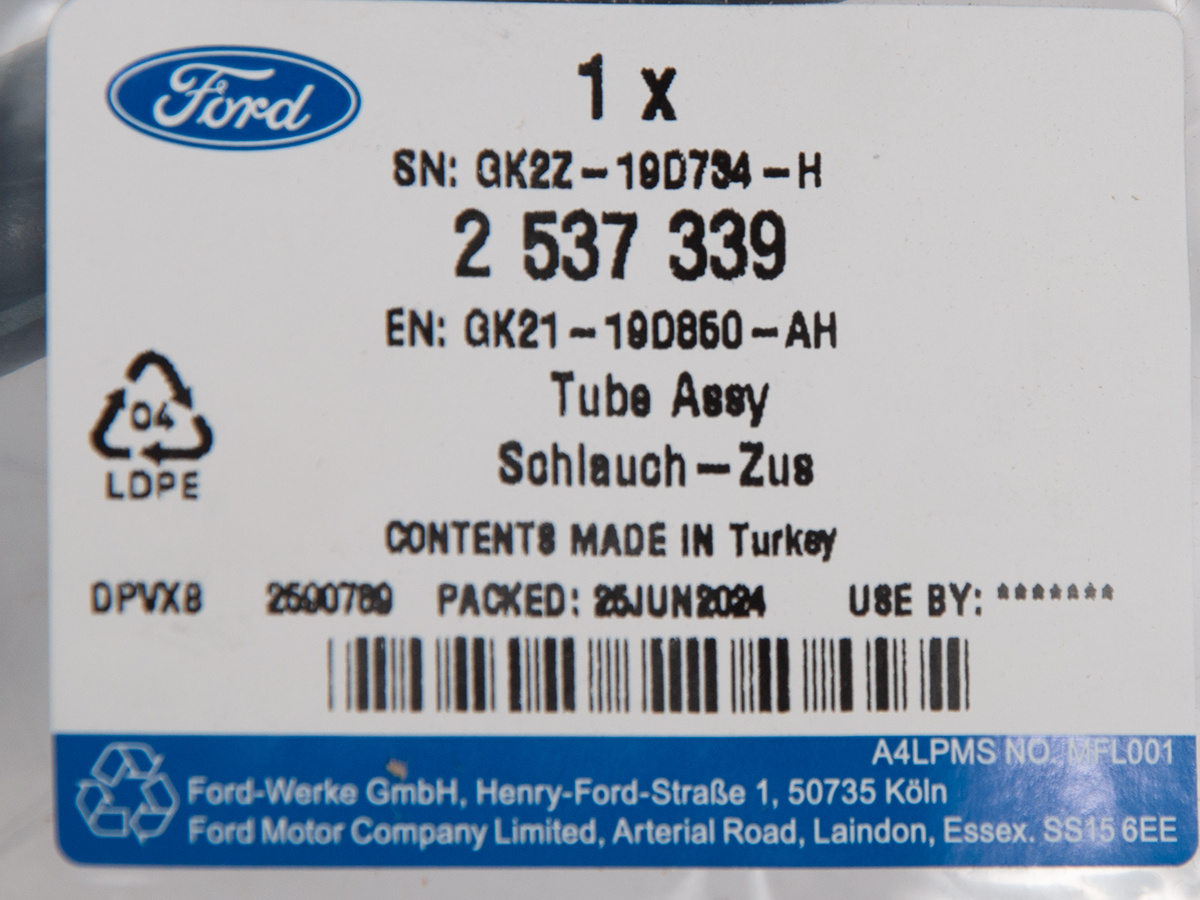 Ford
1 x
SN: GK2Z-19D734-H
2 537 339
EN: GK21-19D850-AH
Tube Assy
Schlauch-Zus
04
LDPE
CONTENTS MADE IN Turkey
DPVXB 2590789 PACKED: 25JUN2024 USE BY: *******
A4LPMS NO. MFL001
Ford-Werke GmbH, Henry-Ford-Straße 1, 50735 Köln
Ford Motor Company Limited, Arterial Road, Laindon, Essex. SS15 6EE